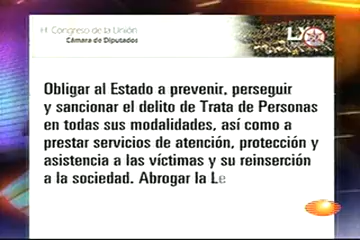 H. Congreso de la Unión
Cámara de Diputados
LX
Obligar al Estado a prevenir, perseguir
y sancionar el delito de Trata de Personas
en todas sus modalidades, así como a
prestar servicios de atención, protección y
asistencia a las víctimas y su reinserción
a la sociedad. Abrogar la Le